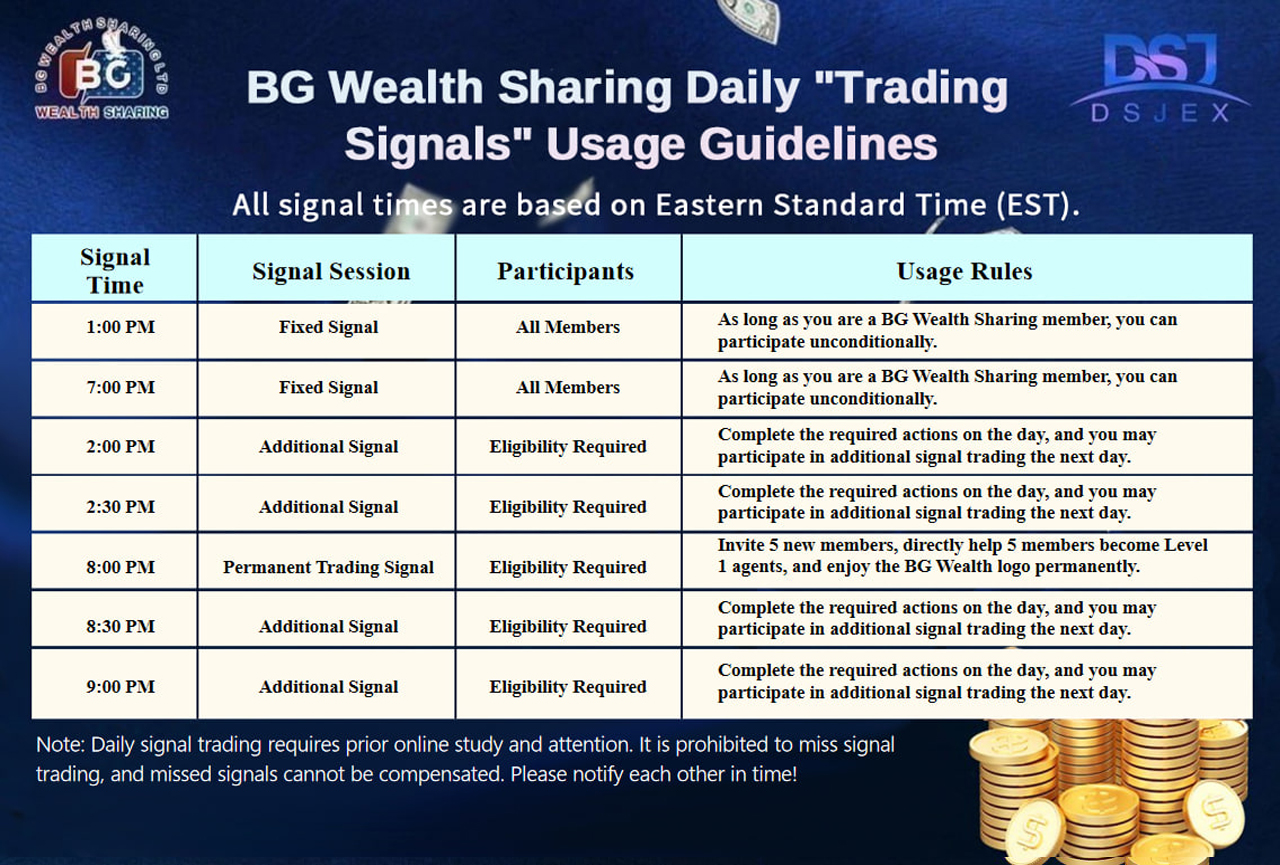 BG WEALTH SHARING LTD
BG
WEALTH SHARING
DSJ
DSJEX
BG Wealth Sharing Daily "Trading
Signals" Usage Guidelines
All signal times are based on Eastern Standard Time (EST).
Signal
Time
Signal Session
Participants
Usage Rules
1:00 PM
Fixed Signal
All Members
As long as you are a BG Wealth Sharing member, you can
participate unconditionally.
7:00 PM
Fixed Signal
All Members
As long as you are a BG Wealth Sharing member, you can
participate unconditionally.
2:00 PM
Additional Signal
Eligibility Required
Complete the required actions on the day, and you may
participate in additional signal trading the next day.
2:30 PM
Additional Signal
Eligibility Required
Complete the required actions on the day, and you may
participate in additional signal trading the next day.
8:00 PM
Permanent Trading Signal
Eligibility Required
Invite 5 new members, directly help 5 members become Level
1 agents, and enjoy the BG Wealth logo permanently.
8:30 PM
Additional Signal
Eligibility Required
Complete the required actions on the day, and you may
participate in additional signal trading the next day.
9:00 PM
Additional Signal
Eligibility Required
Complete the required actions on the day, and you may
participate in additional signal trading the next day.
Note: Daily signal trading requires prior online study and attention. It is prohibited to miss signal
trading, and missed signals cannot be compensated. Please notify each other in time!